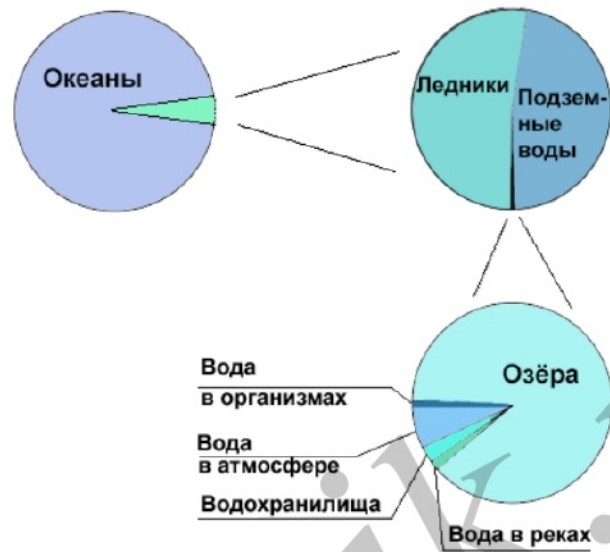 Океаны
Ледники
Подзем-
ные
воды
Озёра
Вода
в организмах
Вода
в атмосфере
Водохранилища
Вода в реках